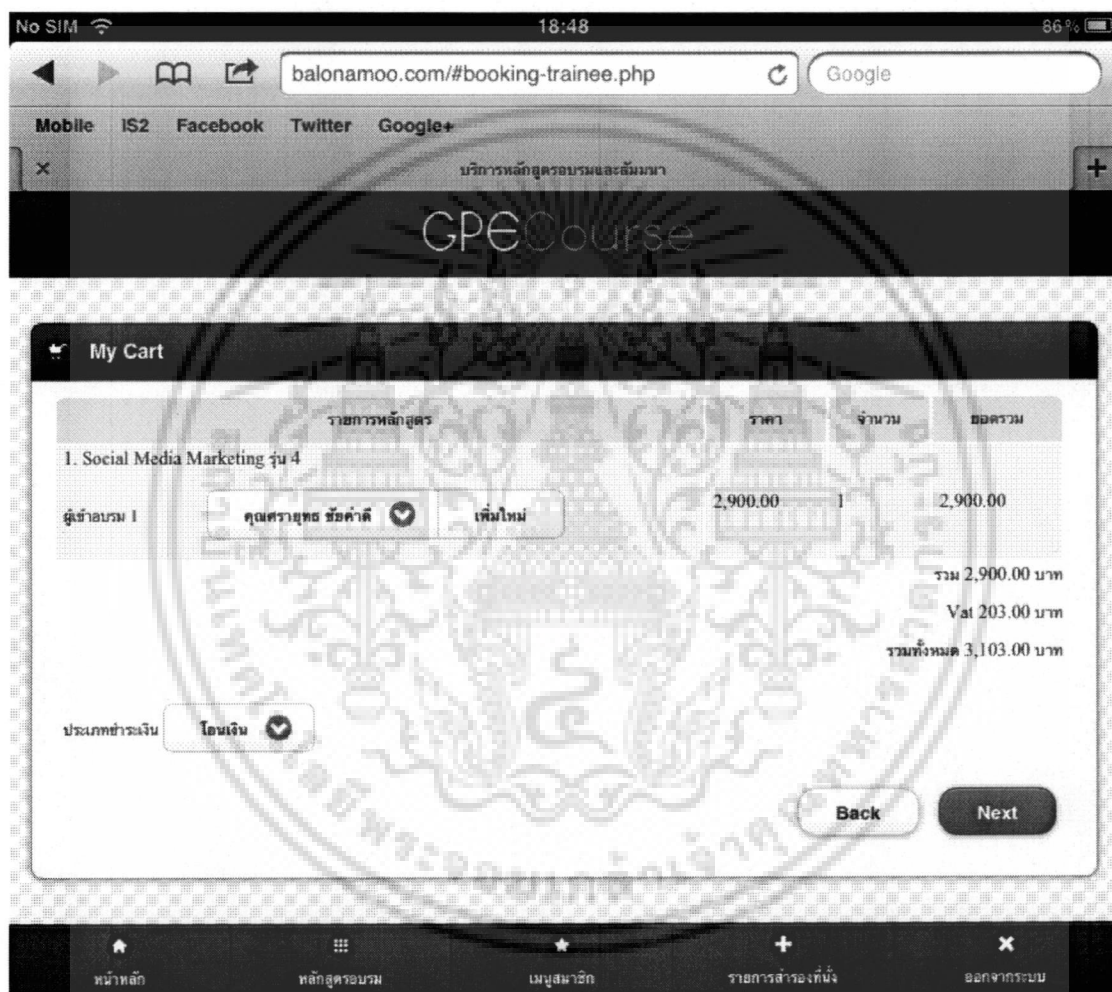 No SIM 18:48 86%
balonamoo.com/#booking-trainee.php Google
Mobile IS2 Facebook Twitter Google+
บริการหลักสูตรอบรมและสัมมนา
GPECourse
My Cart
รายการหลักสูตร ราคา จำนวน ยอดรวม
1. Social Media Marketing รุ่น 4
ผู้เข้าอบรม 1 คุณศรายุทธ ชัยคำดี เพิ่มใหม่ 2,900.00 1 2,900.00
รวม 2,900.00 บาท
Vat 203.00 บาท
รวมทั้งหมด 3,103.00 บาท
ประเภทชำระเงิน โอนเงิน
Back Next
หน้าหลัก หลักสูตรอบรม เมนูสมาชิก รายการสำรองที่นั่ง ออกจากระบบ